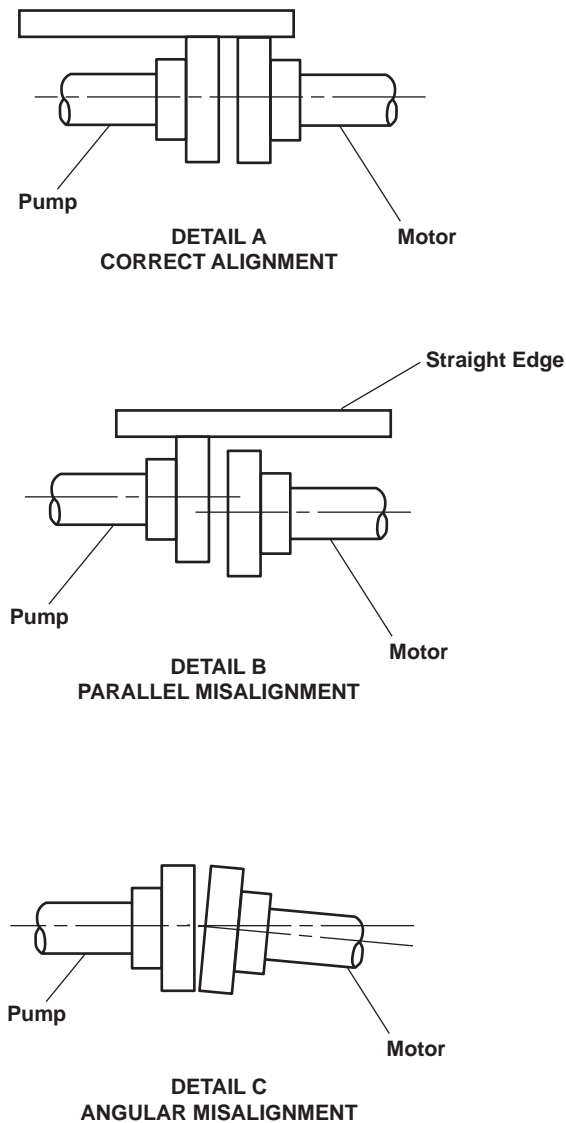 Pump
Motor
DETAIL A
CORRECT ALIGNMENT
Straight Edge
Pump
Motor
DETAIL B
PARALLEL MISALIGNMENT
Pump
Motor
DETAIL C
ANGULAR MISALIGNMENT